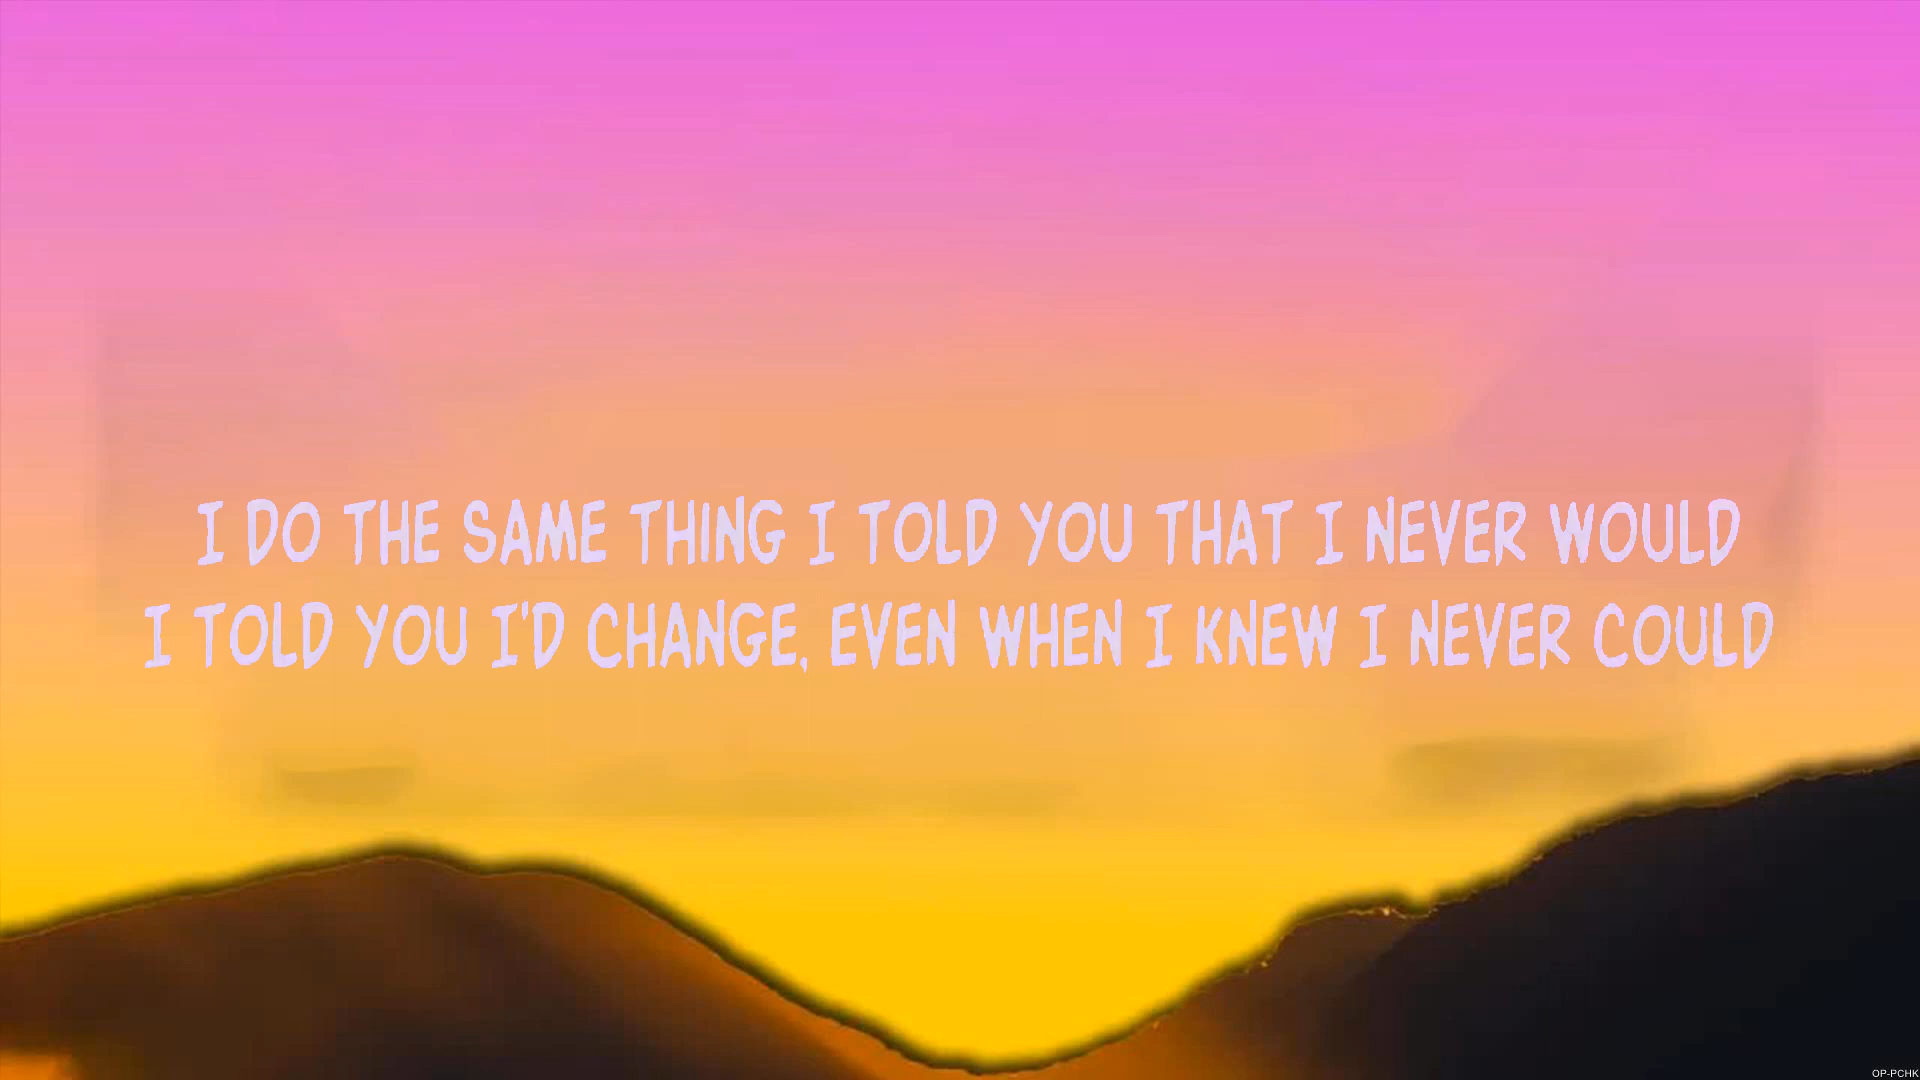 I DO THE SAME THING I TOLD YOU THAT I NEVER WOULD
I TOLD YOU I'D CHANGE, EVEN WHEN I KNEW I NEVER COULD
OP-PCHK